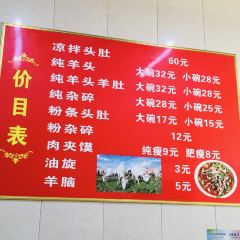 价目表
凉拌头肚 60元
纯羊头 大碗32元 小碗28元
纯羊头羊肚 大碗32元 小碗28元
纯杂碎 大碗28元 小碗25元
粉条头肚 大碗17元 小碗15元
粉杂碎 12元
肉夹馍 纯瘦9元 肥瘦8元
油旋 3元
羊脑 5元